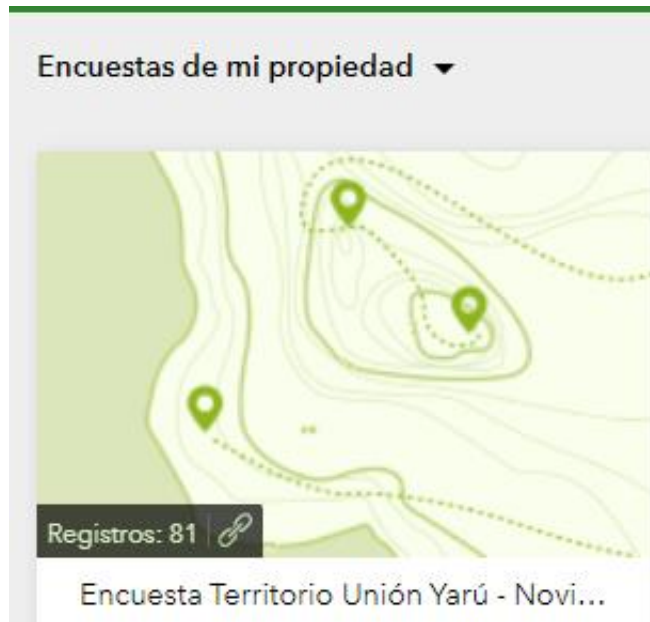 Encuestas de mi propiedad
Registros: 81
Encuesta Territorio Unión Yarú - Novi...